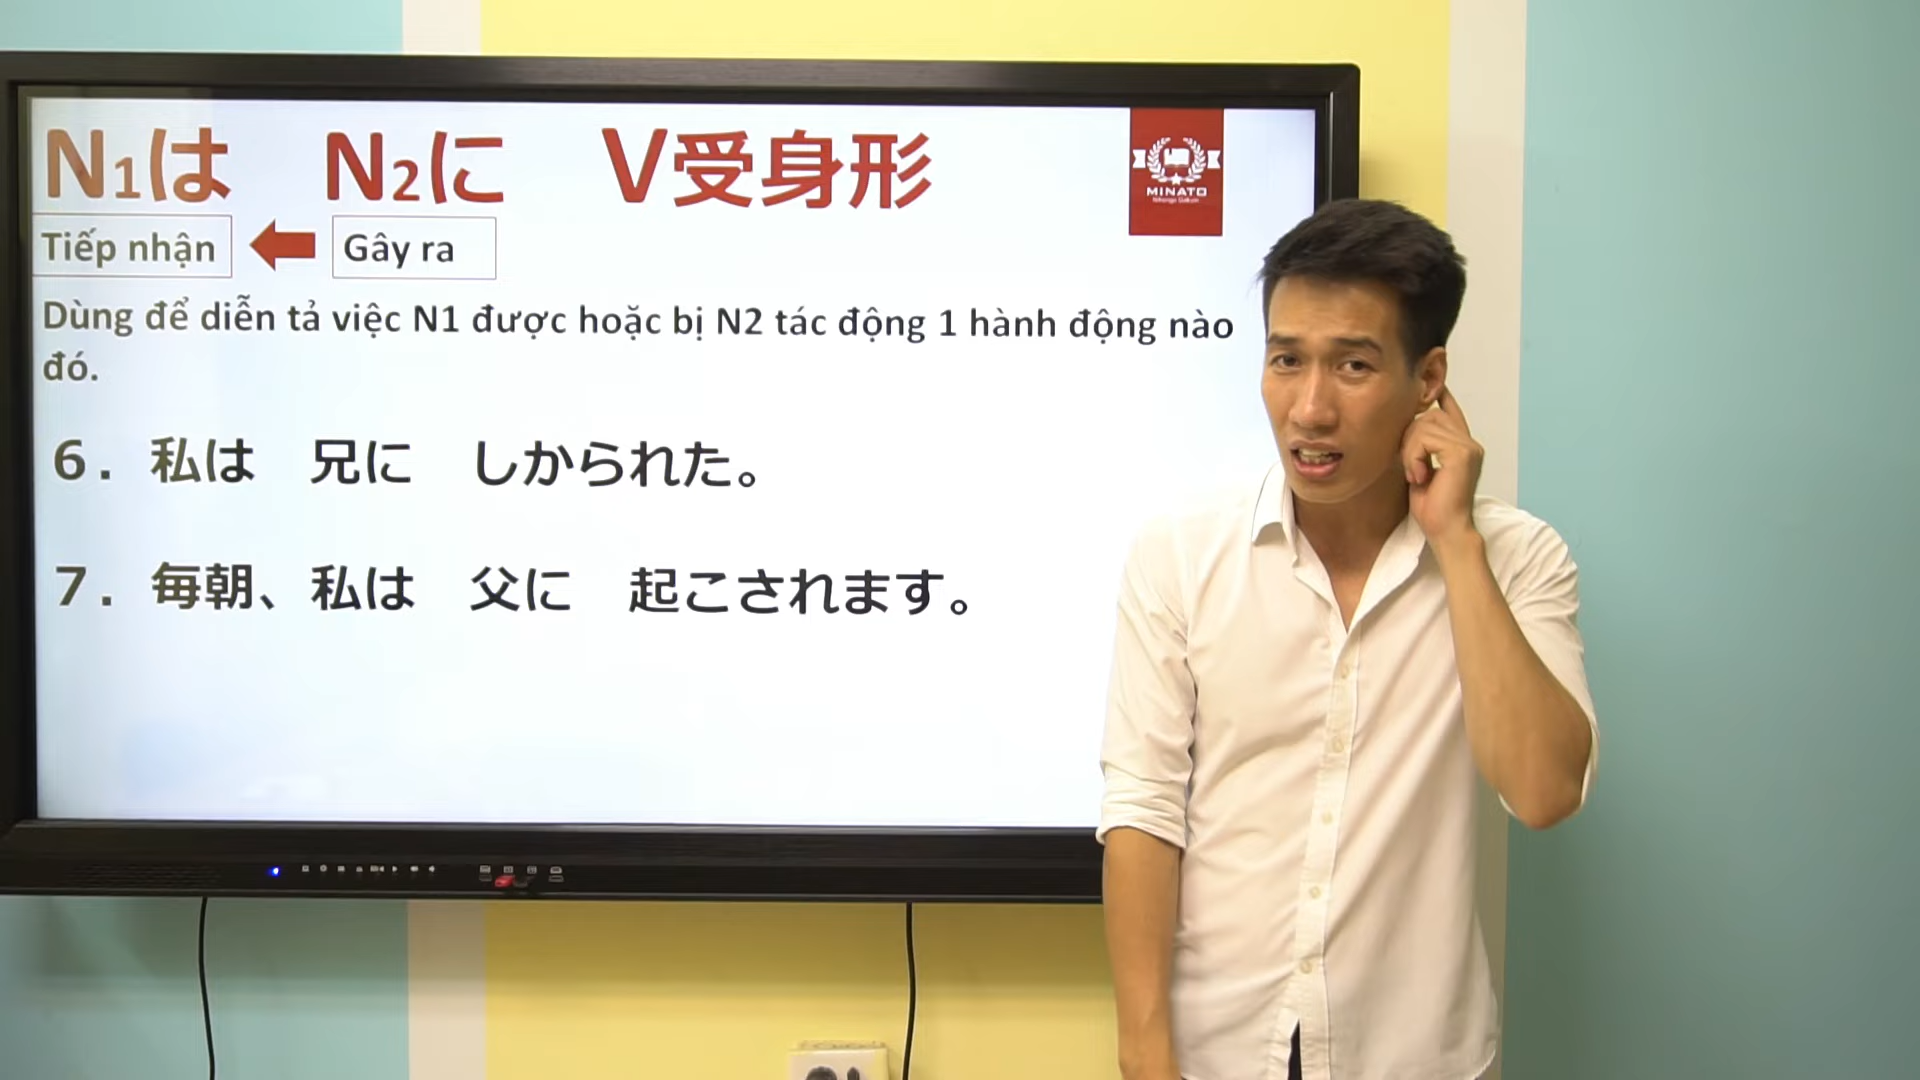 N1は N2に V受身形
MINATO
Tiếp nhận
Gây ra
Dùng để diễn tả việc N1 được hoặc bị N2 tác động 1 hành động nào
đó.
6. 私は 兄に しかられた。
7. 毎朝、私は 父に 起こされます。